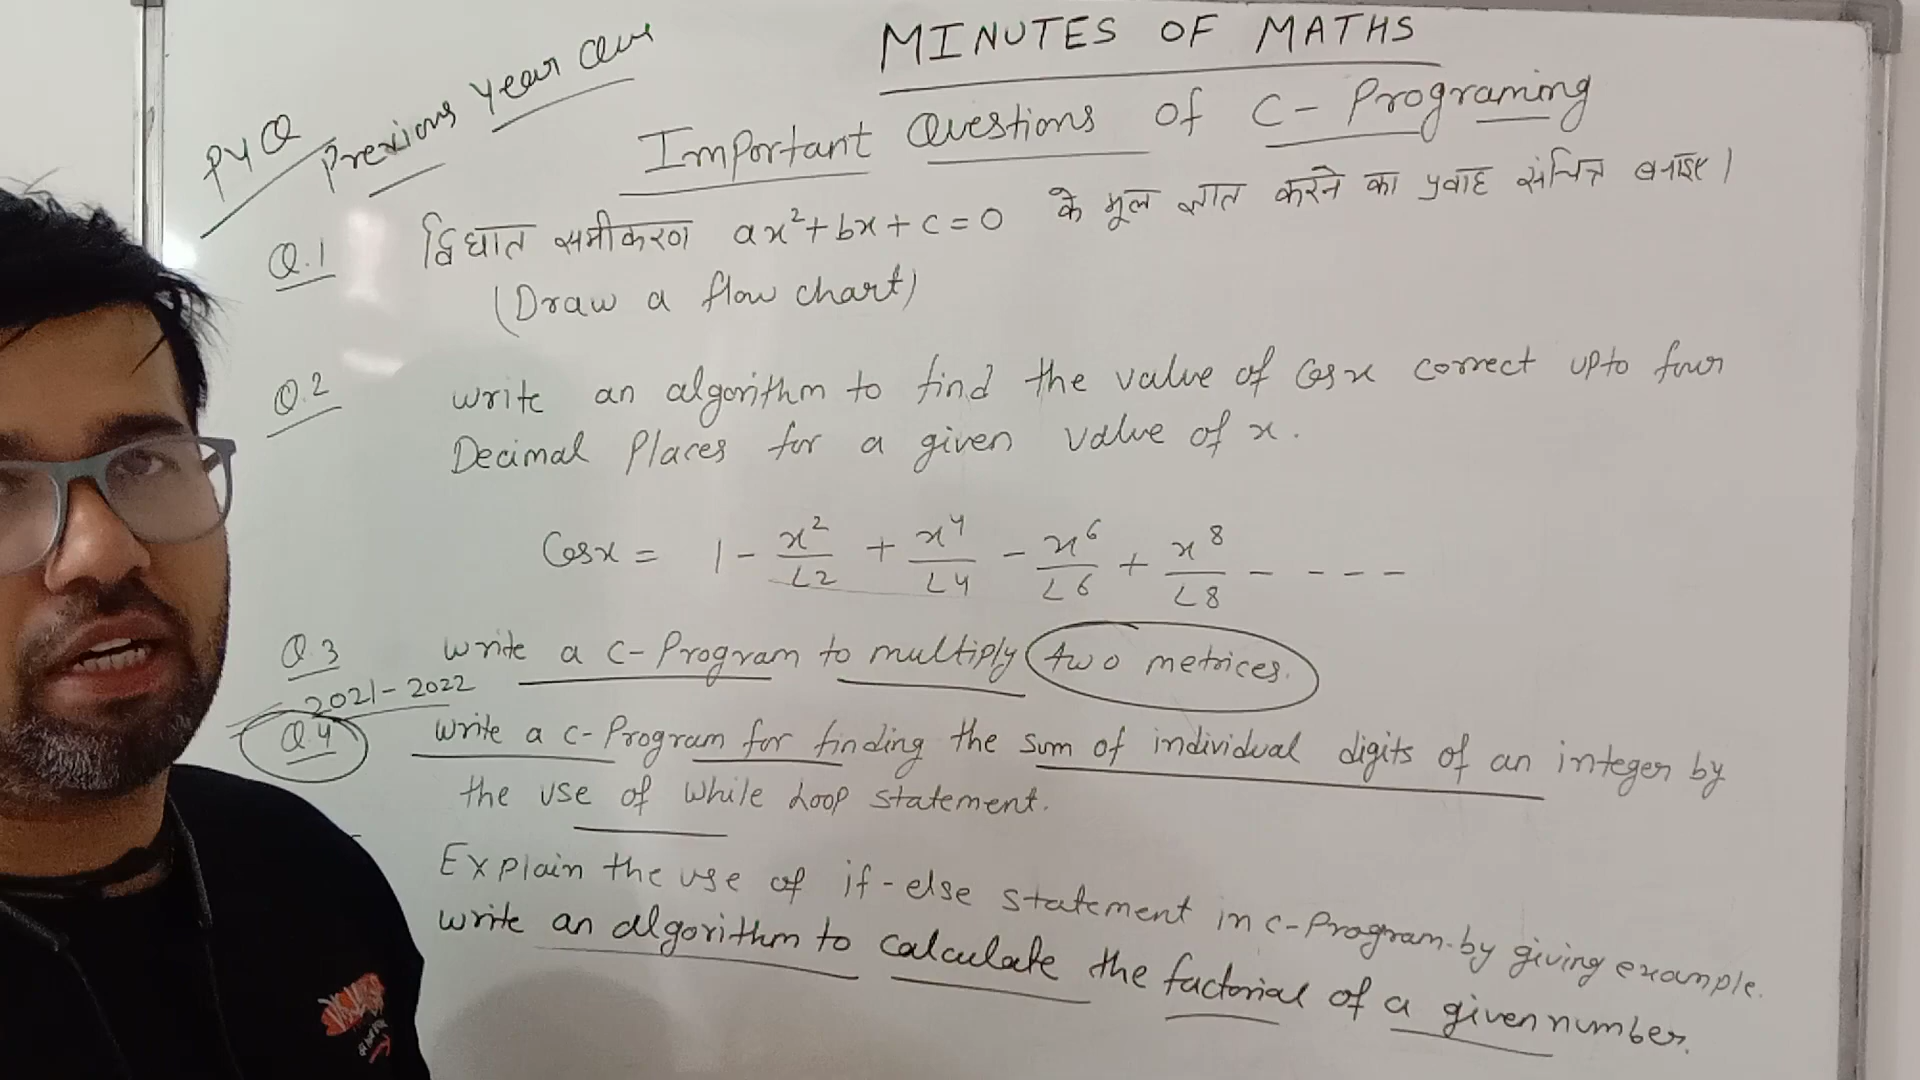 MINUTES OF MATHS
PYQ Previous Year Que
Important Questions of C- Programing
Q.1 द्विघात समीकरण ax²+bx+c=0 के मूल ज्ञात करने का प्रवाह संचित्र बनाइए।
(Draw a flow chart)
Q.2 write an algorithm to find the value of Cosx correct upto four
Decimal Places for a given value of x.
Cosx = 1 - x²/∠2 + x⁴/∠4 - x⁶/∠6 + x⁸/∠8 - - - -
Q.3 write a c-Program to multiply two metrices.
2021-2022
Q.4 write a c-Program for finding the sum of individual digits of an integer by
the use of while Loop statement.
Explain the use of if-else statement in c-Program by giving example.
write an algorithm to calculate the factorial of a given number.